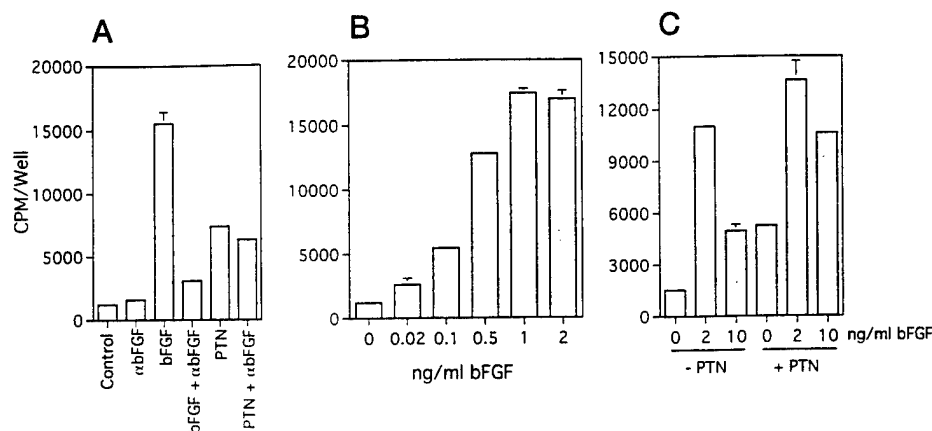 A
B
C
CPM/Well
20000
15000
10000
5000
0
Control
αbFGF
bFGF
bFGF + αbFGF
PTN
PTN + αbFGF
20000
15000
10000
5000
0
0 0.02 0.1 0.5 1 2
ng/ml bFGF
15000
12000
9000
6000
3000
0
0 2 10 0 2 10 ng/ml bFGF
- PTN + PTN